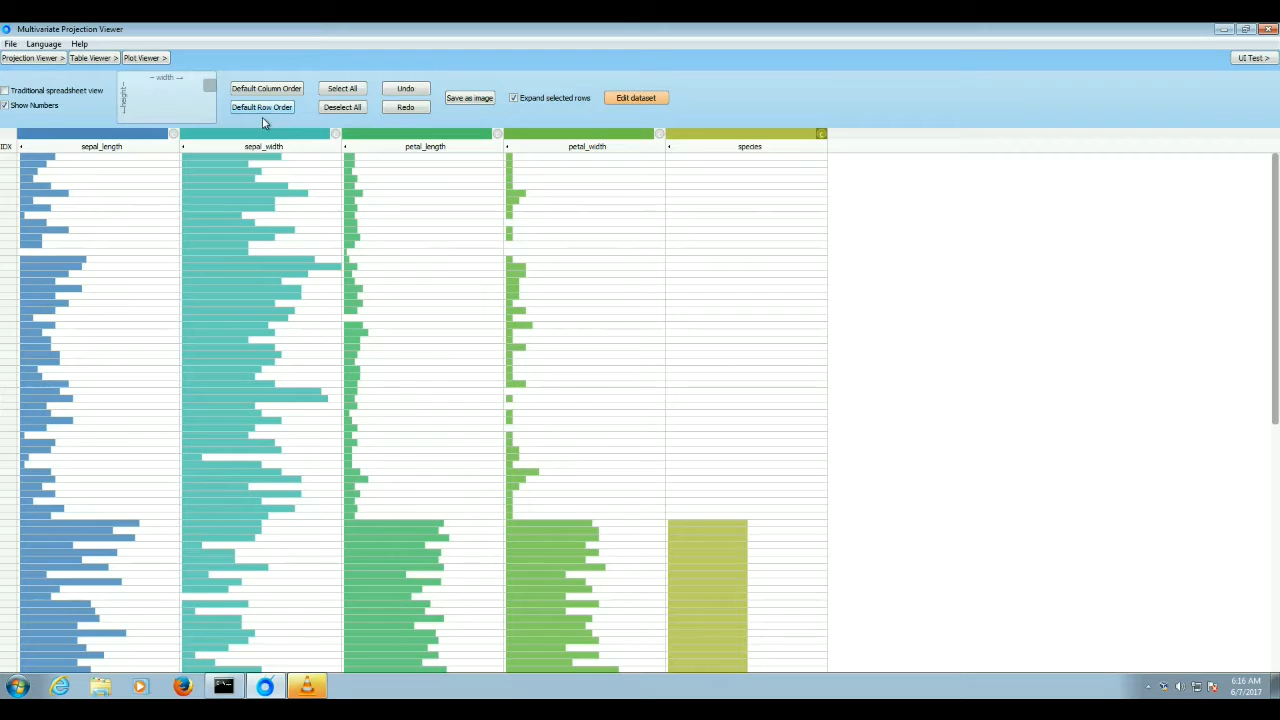 Multivariate Projection Viewer
File Language Help
Projection Viewer > Table Viewer > Plot Viewer > UI Test >
Traditional spreadsheet view
Show Numbers
width
height
Default Column Order Select All Undo
Default Row Order Deselect All Redo
Save as image Expand selected rows Edit dataset
IDX sepal_length sepal_width petal_length petal_width species
6:16 AM
6/7/2017